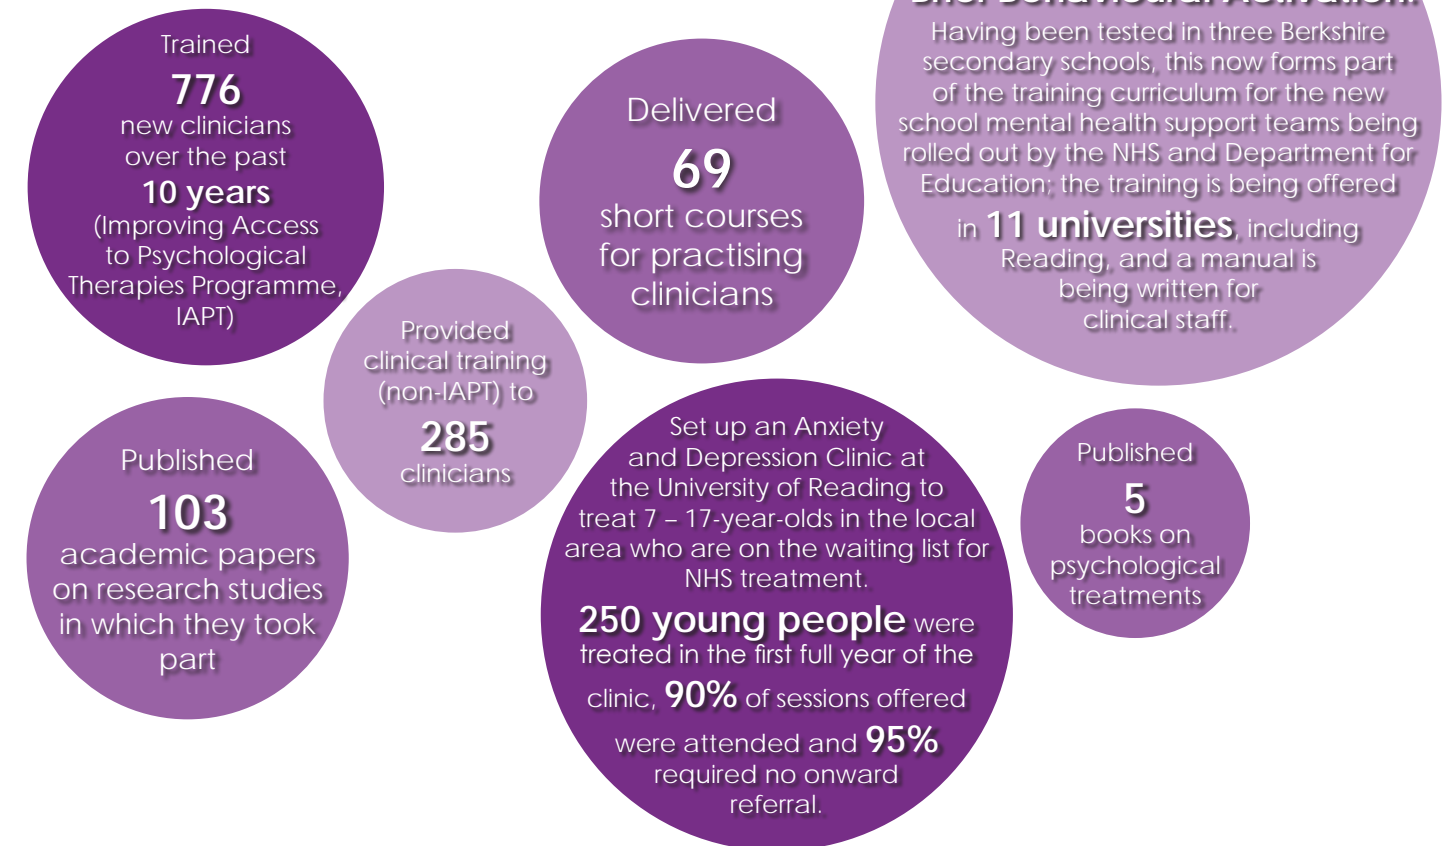 Trained
776
new clinicians
over the past
10 years
(Improving Access
to Psychological
Therapies Programme,
IAPT)
Delivered
69
short courses
for practising
clinicians
Brief Behavioural Activation:
Having been tested in three Berkshire
secondary schools, this now forms part
of the training curriculum for the new
school mental health support teams being
rolled out by the NHS and Department for
Education; the training is being offered
in 11 universities, including
Reading, and a manual is
being written for
clinical staff.
Provided
clinical training
(non-IAPT) to
285
clinicians
Published
103
academic papers
on research studies
in which they took
part
Set up an Anxiety
and Depression Clinic at
the University of Reading to
treat 7 – 17-year-olds in the local
area who are on the waiting list for
NHS treatment.
250 young people were
treated in the first full year of the
clinic, 90% of sessions offered
were attended and 95%
required no onward
referral.
Published
5
books on
psychological
treatments